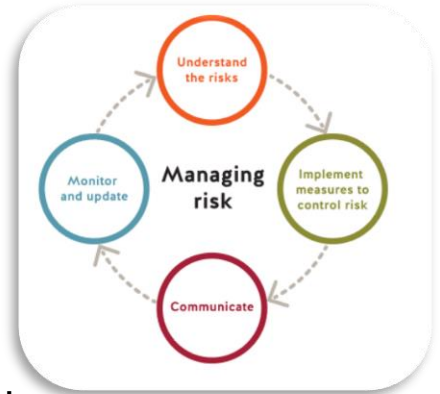 Understand
the risks
Managing
risk
Implement
measures to
control risk
Communicate
Monitor
and update